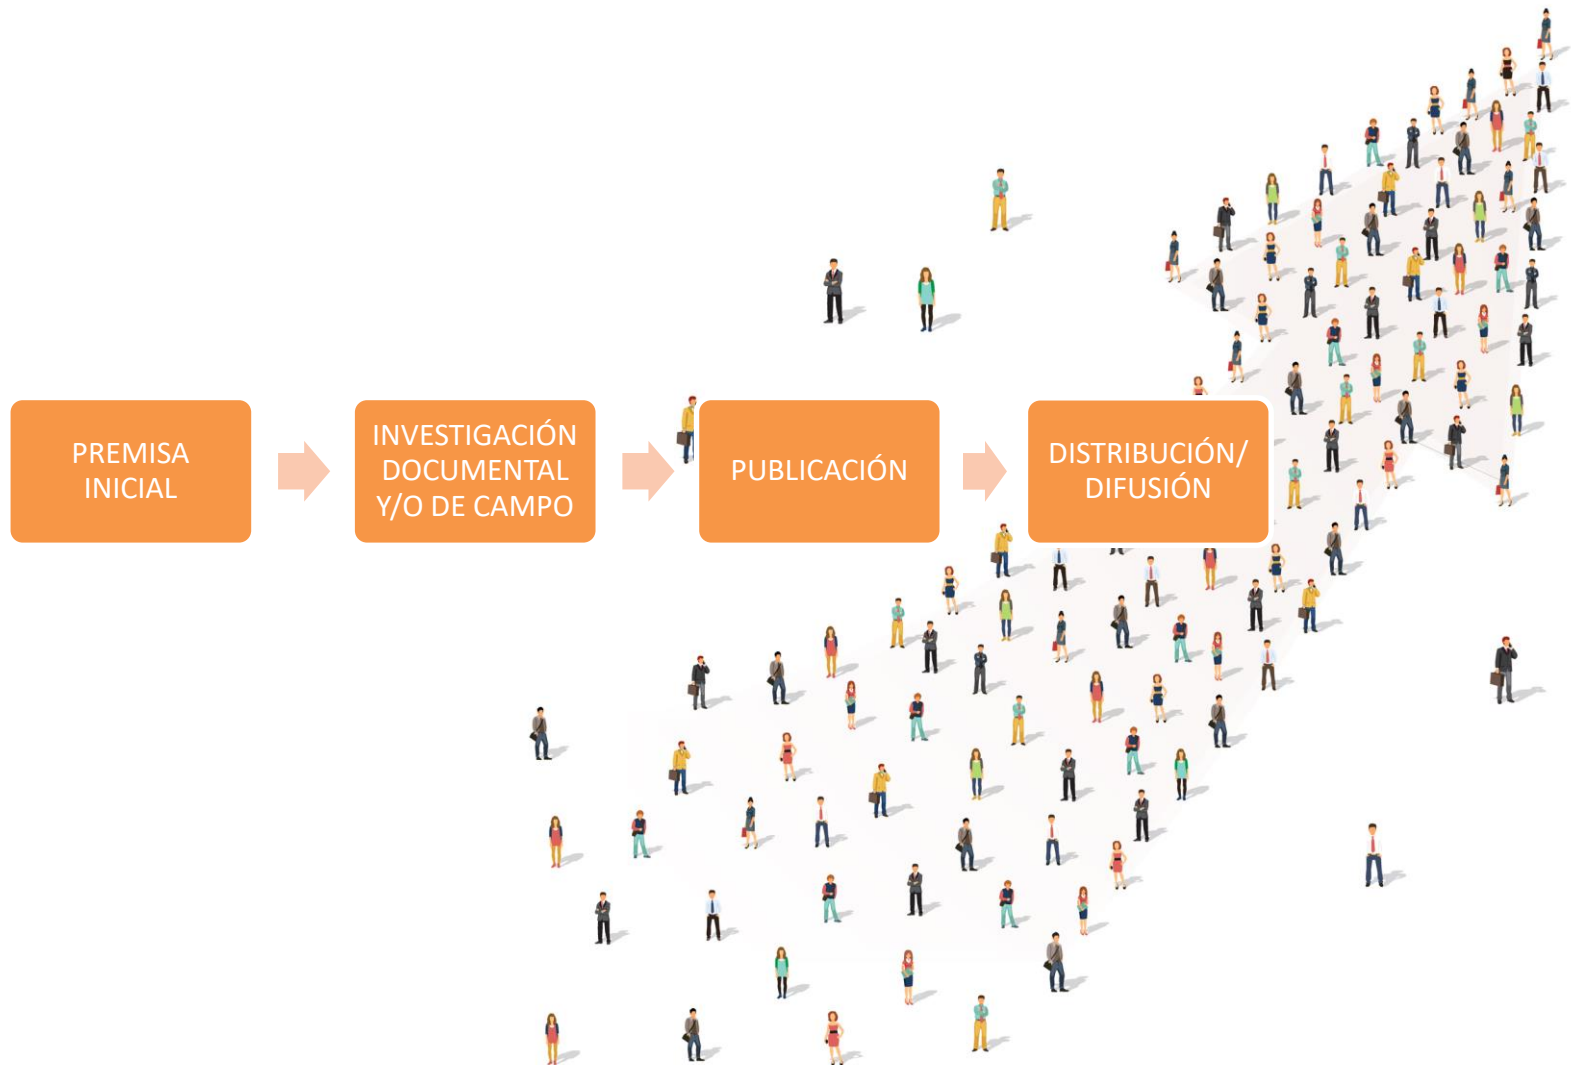 PREMISA
INICIAL
INVESTIGACIÓN
DOCUMENTAL
Y/O DE CAMPO
PUBLICACIÓN
DISTRIBUCIÓN/
DIFUSIÓN